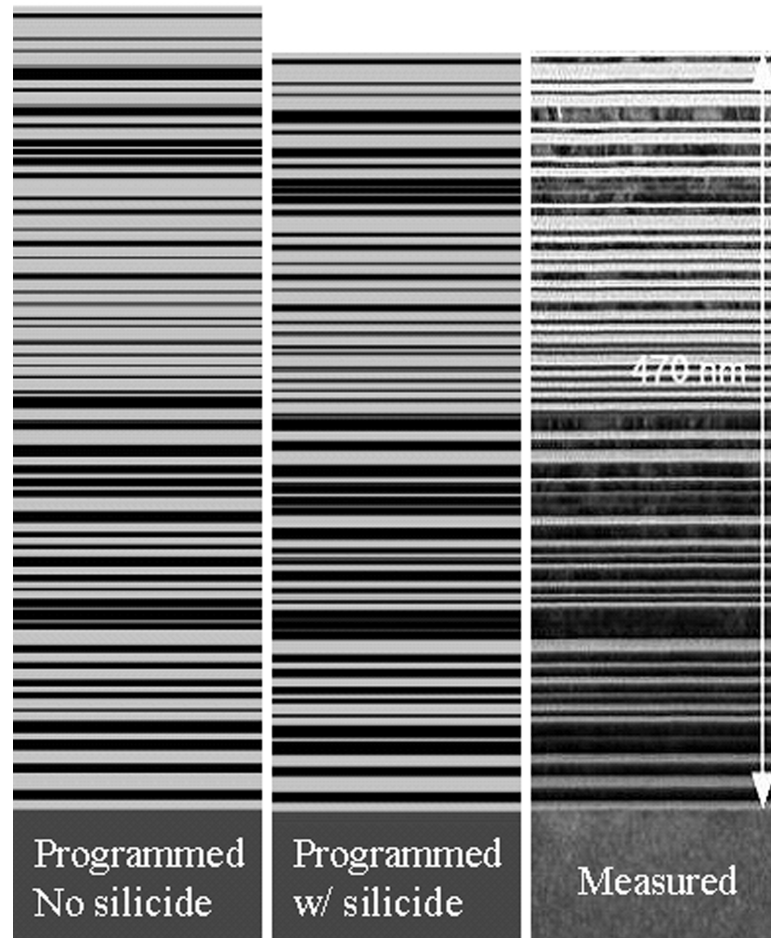 470 nm
Programmed
No silicide
Programmed
w/ silicide
Measured